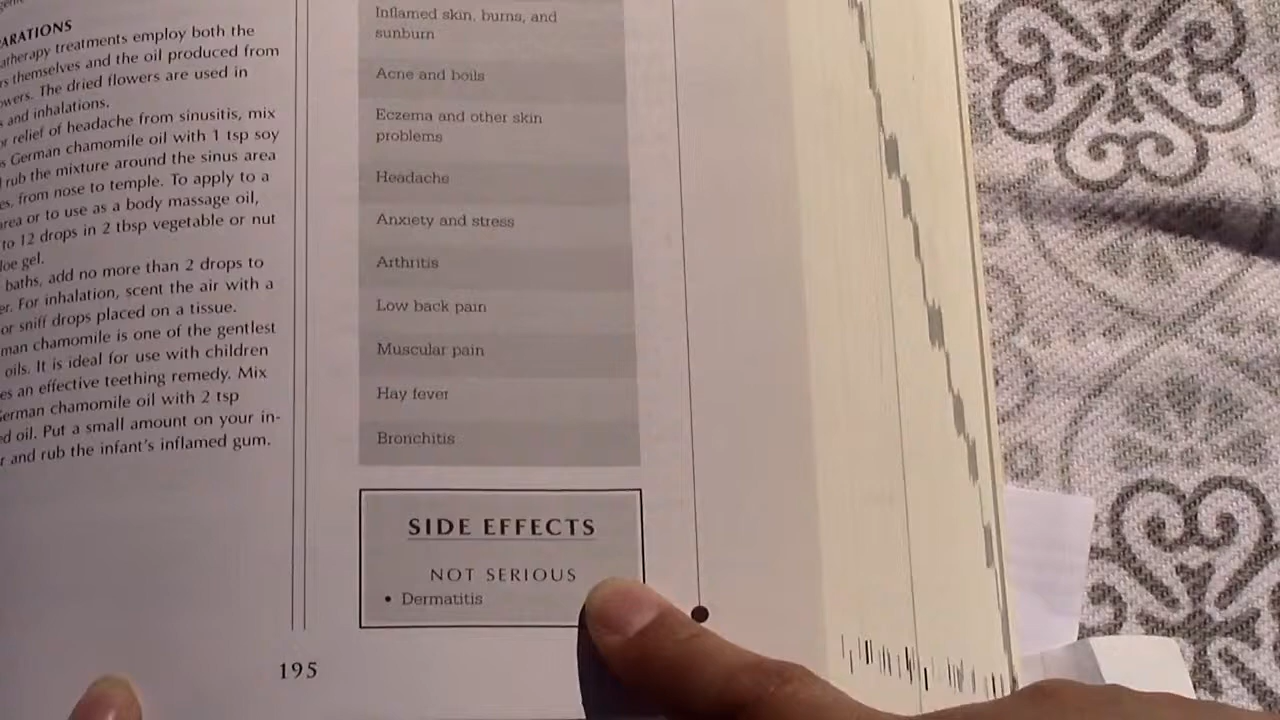 ARATIONS
atherapy treatments employ both the
themselves and the oil produced from
The dried flowers are used in
and inhalations.
relief of headache from sinusitis, mix
German chamomile oil with 1 tsp soy
rub the mixture around the sinus area
from nose to temple. To apply to a
area or to use as a body massage oil,
to 12 drops in 2 tbsp vegetable or nut
loe gel.
baths, add no more than 2 drops to
For inhalation, scent the air with a
or sniff drops placed on a tissue.
man chamomile is one of the gentlest
oils. It is ideal for use with children
es an effective teething remedy. Mix
erman chamomile oil with 2 tsp
ed oil. Put a small amount on your in-
r and rub the infant's inflamed gum.
195
Inflamed skin, burns, and
sunburn
Acne and boils
Eczema and other skin
problems
Headache
Anxiety and stress
Arthritis
Low back pain
Muscular pain
Hay fever
Bronchitis
SIDE EFFECTS
NOT SERIOUS
• Dermatitis